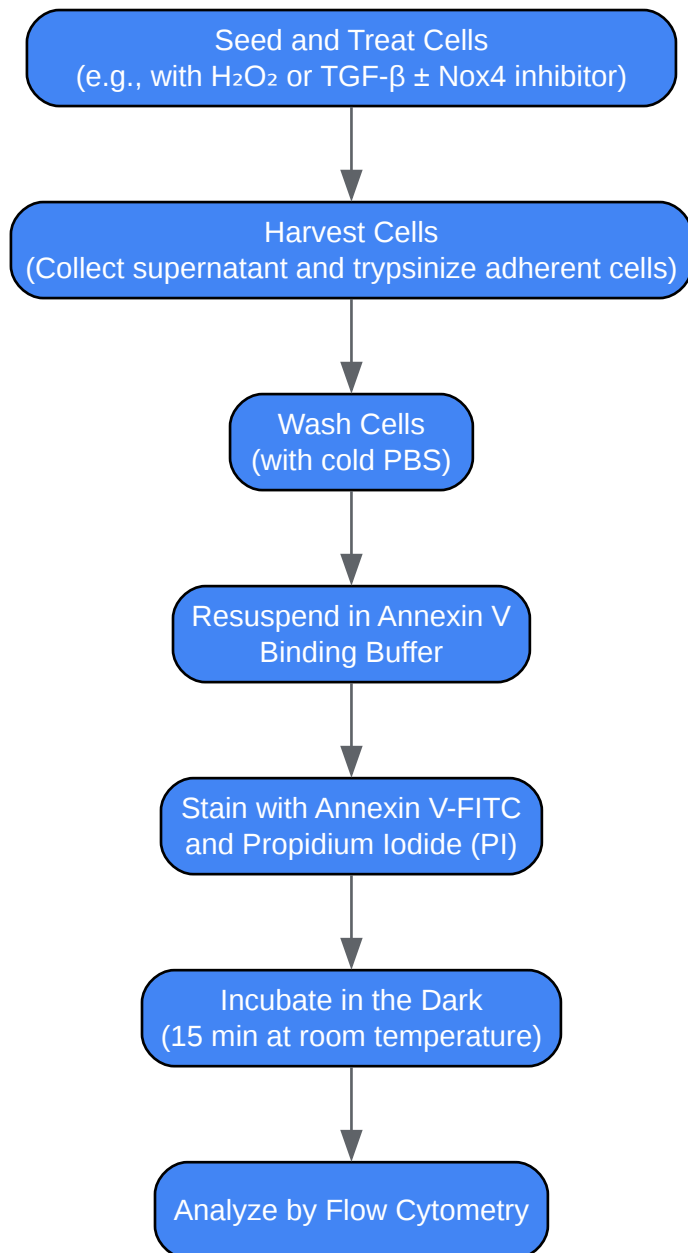 Seed and Treat Cells
(e.g., with H₂O₂ or TGF-β ± Nox4 inhibitor)
Harvest Cells
(Collect supernatant and trypsinize adherent cells)
Wash Cells
(with cold PBS)
Resuspend in Annexin V
Binding Buffer
Stain with Annexin V-FITC
and Propidium Iodide (PI)
Incubate in the Dark
(15 min at room temperature)
Analyze by Flow Cytometry